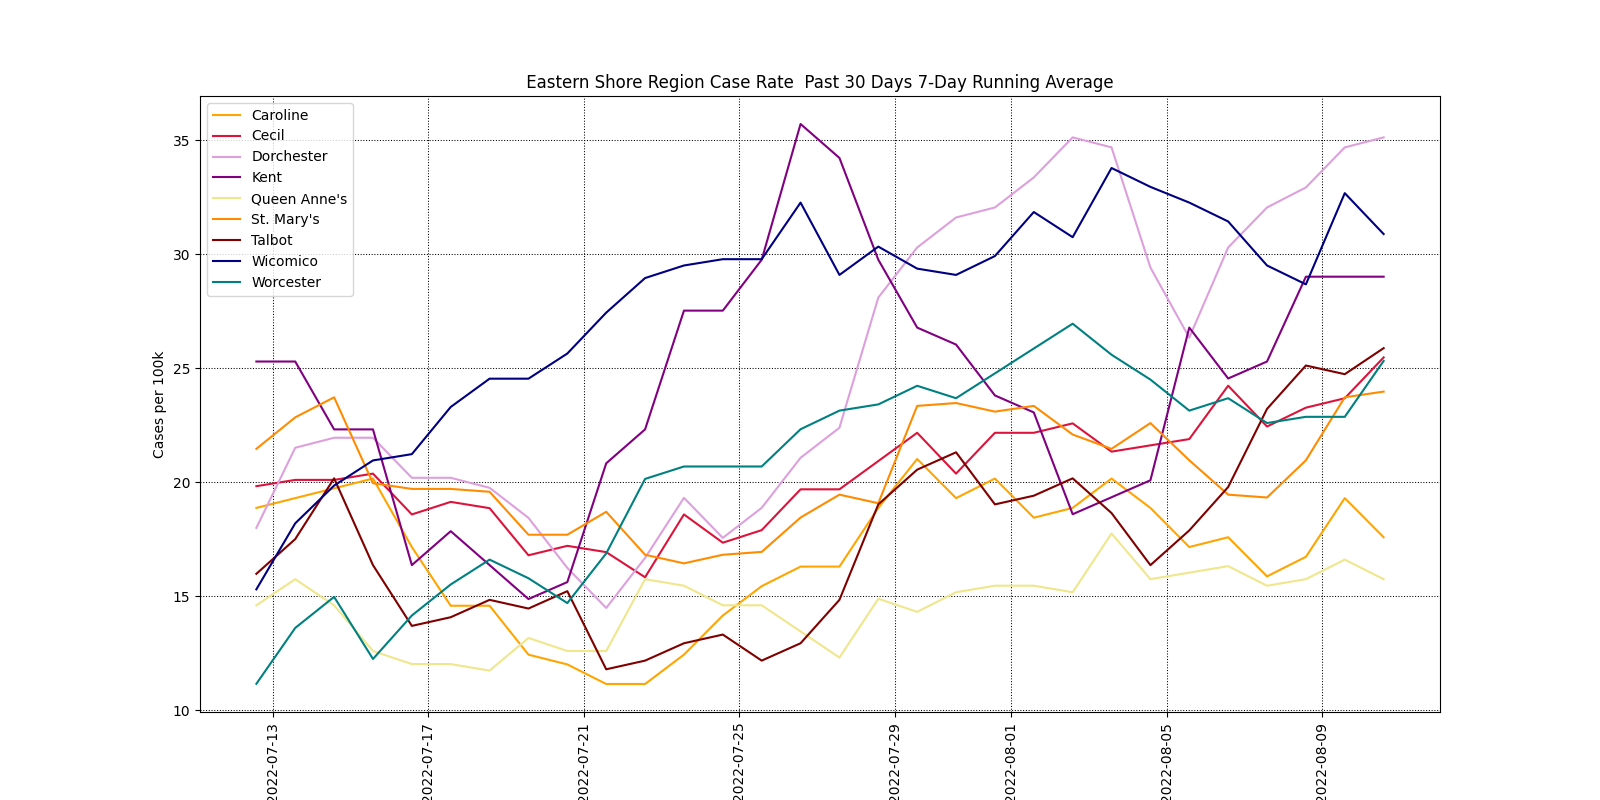 Eastern Shore Region Case Rate  Past 30 Days 7-Day Running Average
Caroline
Cecil
Dorchester
Kent
Queen Anne's
St. Mary's
Talbot
Wicomico
Worcester
Cases per 100k
35
30
25
20
15
10
2022-07-13
2022-07-17
2022-07-21
2022-07-25
2022-07-29
2022-08-01
2022-08-05
2022-08-09